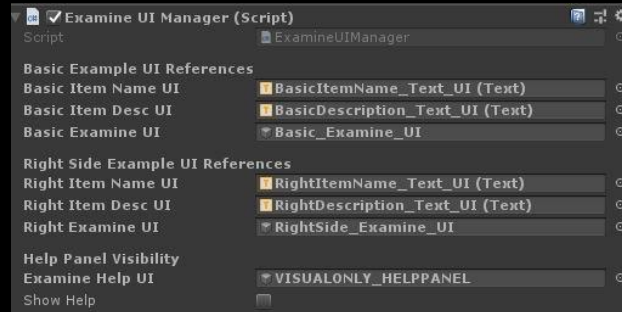 Examine UI Manager (Script)
Script ExamineUIManager
Basic Example UI References
Basic Item Name UI BasicItemName_Text_UI (Text)
Basic Item Desc UI BasicDescription_Text_UI (Text)
Basic Examine UI Basic_Examine_UI
Right Side Example UI References
Right Item Name UI RightItemName_Text_UI (Text)
Right Item Desc UI RightDescription_Text_UI (Text)
Right Examine UI RightSide_Examine_UI
Help Panel Visibility
Examine Help UI VISUALONLY_HELPPANEL
Show Help